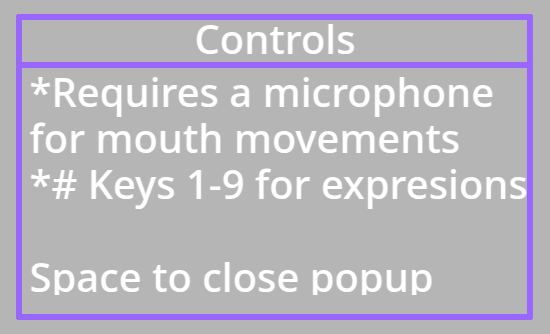 Controls
*Requires a microphone
for mouth movements
*# Keys 1-9 for expresions
Space to close popup